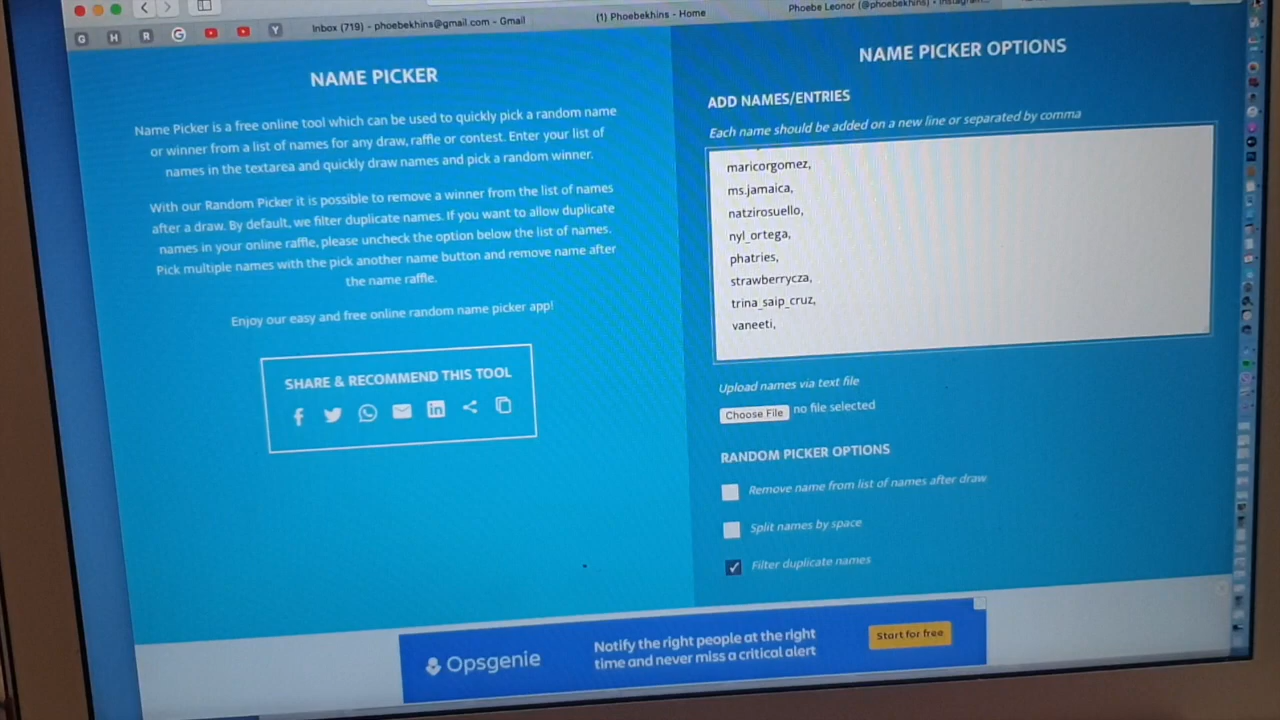 Inbox (719) - phoebekhins@gmail.com - Gmail
(1) Phoebekhins - Home
Phoebe Leonor (@phoebekhins) • Instagram...
G H R G Y
NAME PICKER
Name Picker is a free online tool which can be used to quickly pick a random name
or winner from a list of names for any draw, raffle or contest. Enter your list of
names in the textarea and quickly draw names and pick a random winner.
With our Random Picker it is possible to remove a winner from the list of names
after a draw. By default, we filter duplicate names. If you want to allow duplicate
names in your online raffle, please uncheck the option below the list of names.
Pick multiple names with the pick another name button and remove name after
the name raffle.
Enjoy our easy and free online random name picker app!
SHARE & RECOMMEND THIS TOOL
NAME PICKER OPTIONS
ADD NAMES/ENTRIES
Each name should be added on a new line or separated by comma
maricorgomez,
ms.jamaica,
natzirosuello,
nyl_ortega,
phatries,
strawberrycza,
trina_saip_cruz,
vaneeti,
Upload names via text file
Choose File no file selected
RANDOM PICKER OPTIONS
Remove name from list of names after draw
Split names by space
Filter duplicate names
Opsgenie
Notify the right people at the right
time and never miss a critical alert
Start for free